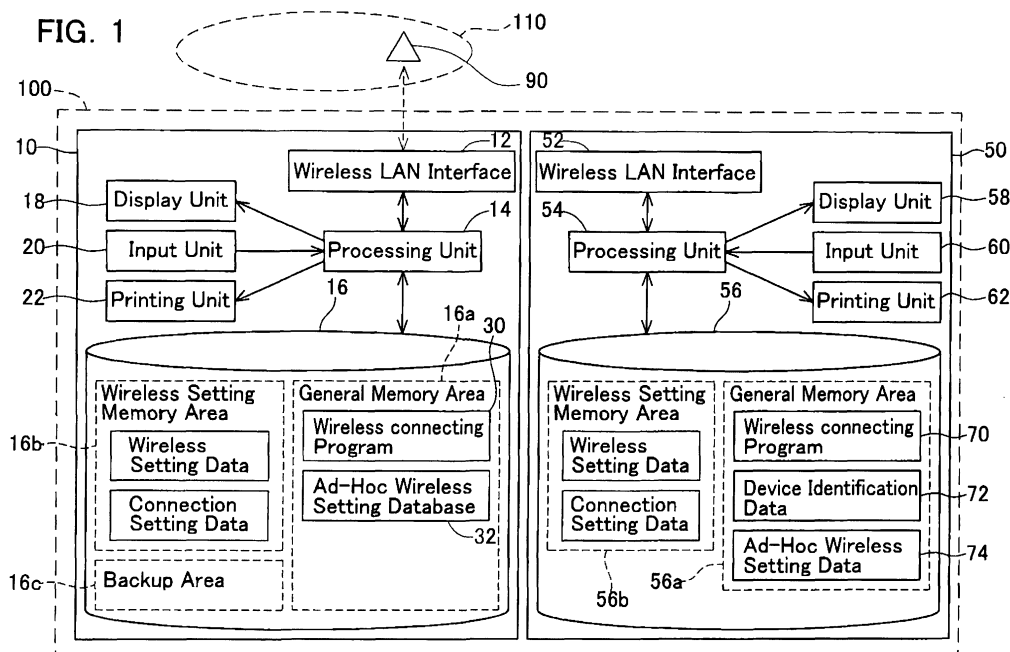 FIG. 1
110
90
100
10
12
Wireless LAN Interface
18
Display Unit
14
20
Input Unit
Processing Unit
22
Printing Unit
16
16a
30
Wireless Setting
Memory Area
16b
Wireless
Setting Data
Connection
Setting Data
General Memory Area
Wireless connecting
Program
Ad-Hoc Wireless
Setting Database
32
16c
Backup Area
52
50
Wireless LAN Interface
54
Display Unit
58
Processing Unit
Input Unit
60
Printing Unit
62
56
Wireless Setting
Memory Area
Wireless
Setting Data
Connection
Setting Data
56b
General Memory Area
Wireless connecting
Program
70
Device Identification
Data
72
Ad-Hoc Wireless
Setting Data
74
56a